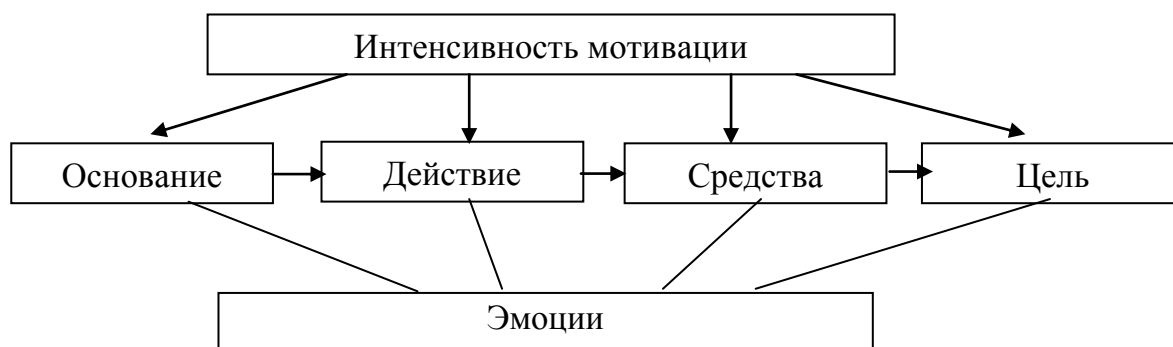 Интенсивность мотивации
Основание
Действие
Средства
Цель
Эмоции